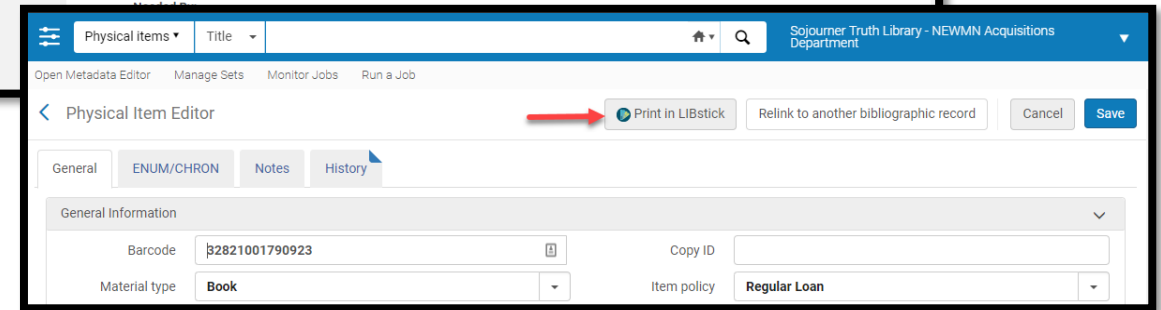 Needed By
Physical items Title Sojourner Truth Library - NEWMN Acquisitions
Department
Open Metadata Editor Manage Sets Monitor Jobs Run a Job
Physical Item Editor Print in LIBstick Relink to another bibliographic record Cancel Save
General ENUM/CHRON Notes History
General Information
Barcode 32821001790923 Copy ID
Material type Book Item policy Regular Loan